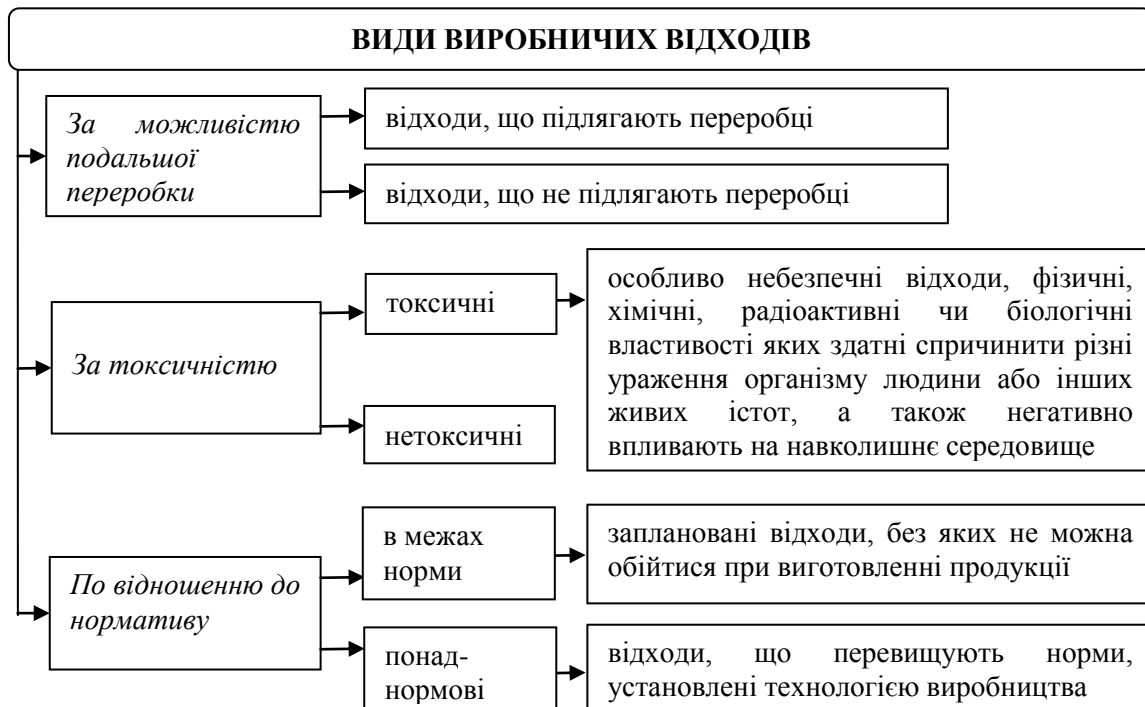 ВИДИ ВИРОБНИЧИХ ВІДХОДІВ
За можливістю
подальшої
переробки
відходи, що підлягають переробці
відходи, що не підлягають переробці
За токсичністю
токсичні
особливо небезпечні відходи, фізичні,
хімічні, радіоактивні чи біологічні
властивості яких здатні спричинити різні
ураження організму людини або інших
живих істот, а також негативно
впливають на навколишнє середовище
нетоксичні
По відношенню до
нормативу
в межах
норми
заплановані відходи, без яких не можна
обійтися при виготовленні продукції
понад-
нормові
відходи, що перевищують норми,
установлені технологією виробництва